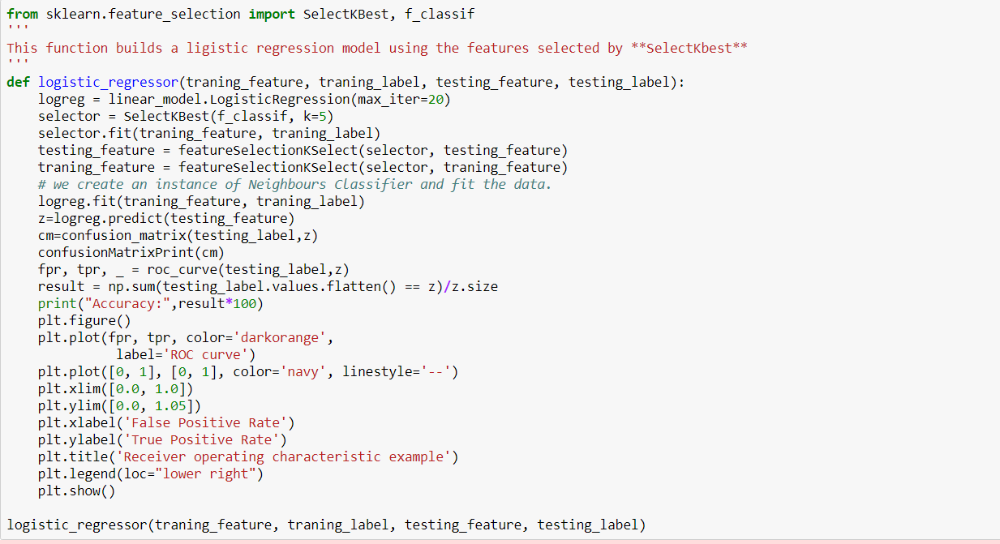 from sklearn.feature_selection import SelectKBest, f_classif
'''
This function builds a ligistic regression model using the features selected by **SelectKbest**
'''
def logistic_regressor(traning_feature, traning_label, testing_feature, testing_label):
    logreg = linear_model.LogisticRegression(max_iter=20)
    selector = SelectKBest(f_classif, k=5)
    selector.fit(traning_feature, traning_label)
    testing_feature = featureSelectionKSelect(selector, testing_feature)
    traning_feature = featureSelectionKSelect(selector, traning_feature)
    # we create an instance of Neighbours Classifier and fit the data.
    logreg.fit(traning_feature, traning_label)
    z=logreg.predict(testing_feature)
    cm=confusion_matrix(testing_label,z)
    confusionMatrixPrint(cm)
    fpr, tpr, _ = roc_curve(testing_label,z)
    result = np.sum(testing_label.values.flatten() == z)/z.size
    print("Accuracy:",result*100)
    plt.figure()
    plt.plot(fpr, tpr, color='darkorange',
              label='ROC curve')
    plt.plot([0, 1], [0, 1], color='navy', linestyle='--')
    plt.xlim([0.0, 1.0])
    plt.ylim([0.0, 1.05])
    plt.xlabel('False Positive Rate')
    plt.ylabel('True Positive Rate')
    plt.title('Receiver operating characteristic example')
    plt.legend(loc="lower right")
    plt.show()

logistic_regressor(traning_feature, traning_label, testing_feature, testing_label)